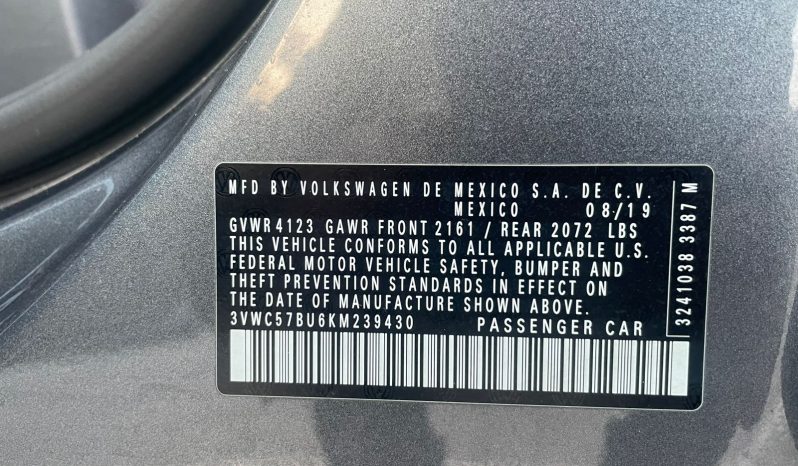 MFD BY VOLKSWAGEN DE MEXICO S.A. DE C.V.
MEXICO 08/19
GVWR 4123 GAWR FRONT 2161 / REAR 2072 LBS
THIS VEHICLE CONFORMS TO ALL APPLICABLE U.S.
FEDERAL MOTOR VEHICLE SAFETY, BUMPER AND
THEFT PREVENTION STANDARDS IN EFFECT ON
THE DATE OF MANUFACTURE SHOWN ABOVE.
3VWC57BU6KM239430 PASSENGER CAR
3241038 3387 M